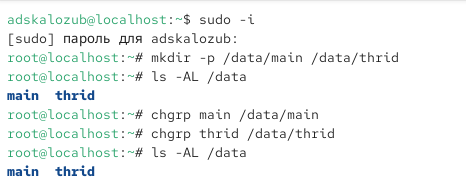 adskalozub@localhost:~$ sudo -i
[sudo] пароль для adskalozub:
root@localhost:~# mkdir -p /data/main /data/thrid
root@localhost:~# ls -AL /data
main  thrid
root@localhost:~# chgrp main /data/main
root@localhost:~# chgrp thrid /data/thrid
root@localhost:~# ls -AL /data
main  thrid